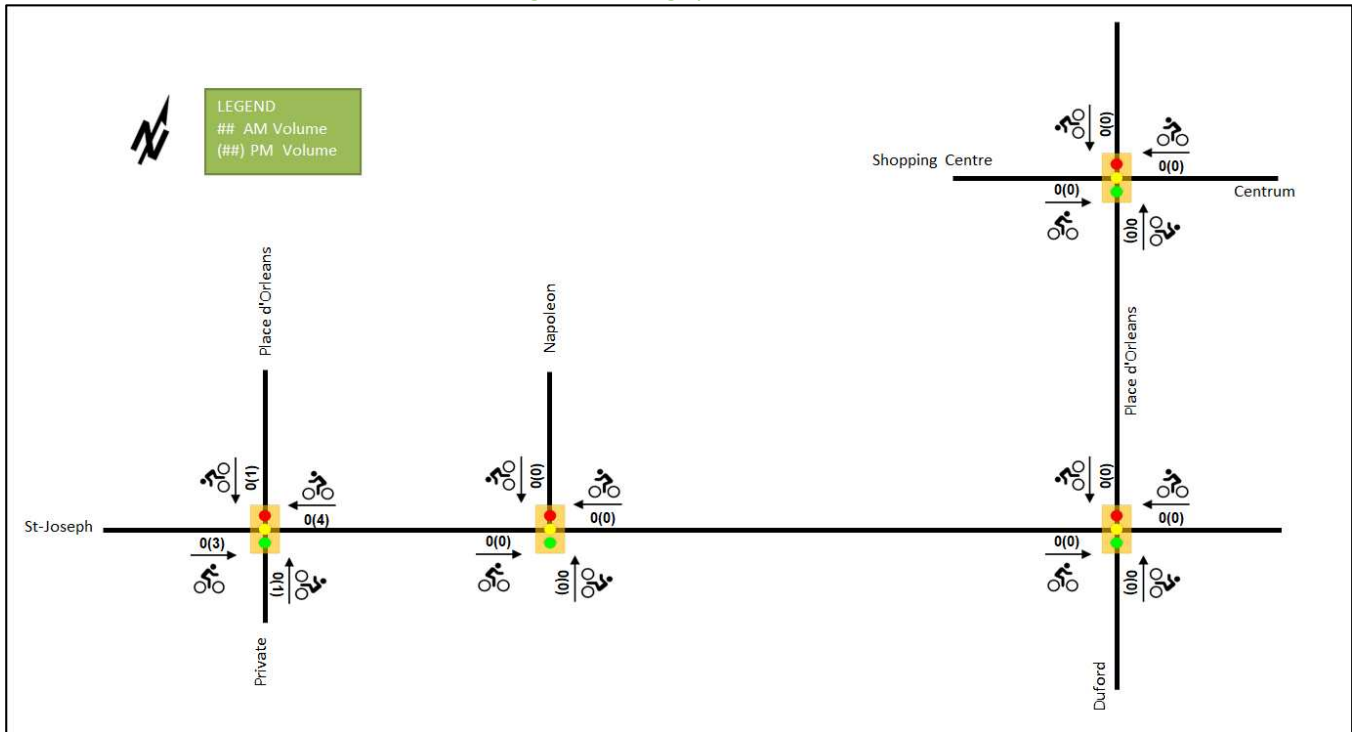 LEGEND
## AM Volume
(##) PM Volume
0(0)
Shopping Centre
0(0)
0(0)
Centrum
0(0)
Place d'Orleans
Napoleon
Place d'Orleans
0(1)
0(0)
0(0)
St-Joseph
0(4)
0(0)
0(0)
0(3)
0(0)
0(0)
0(1)
0(0)
0(0)
Private
Duford